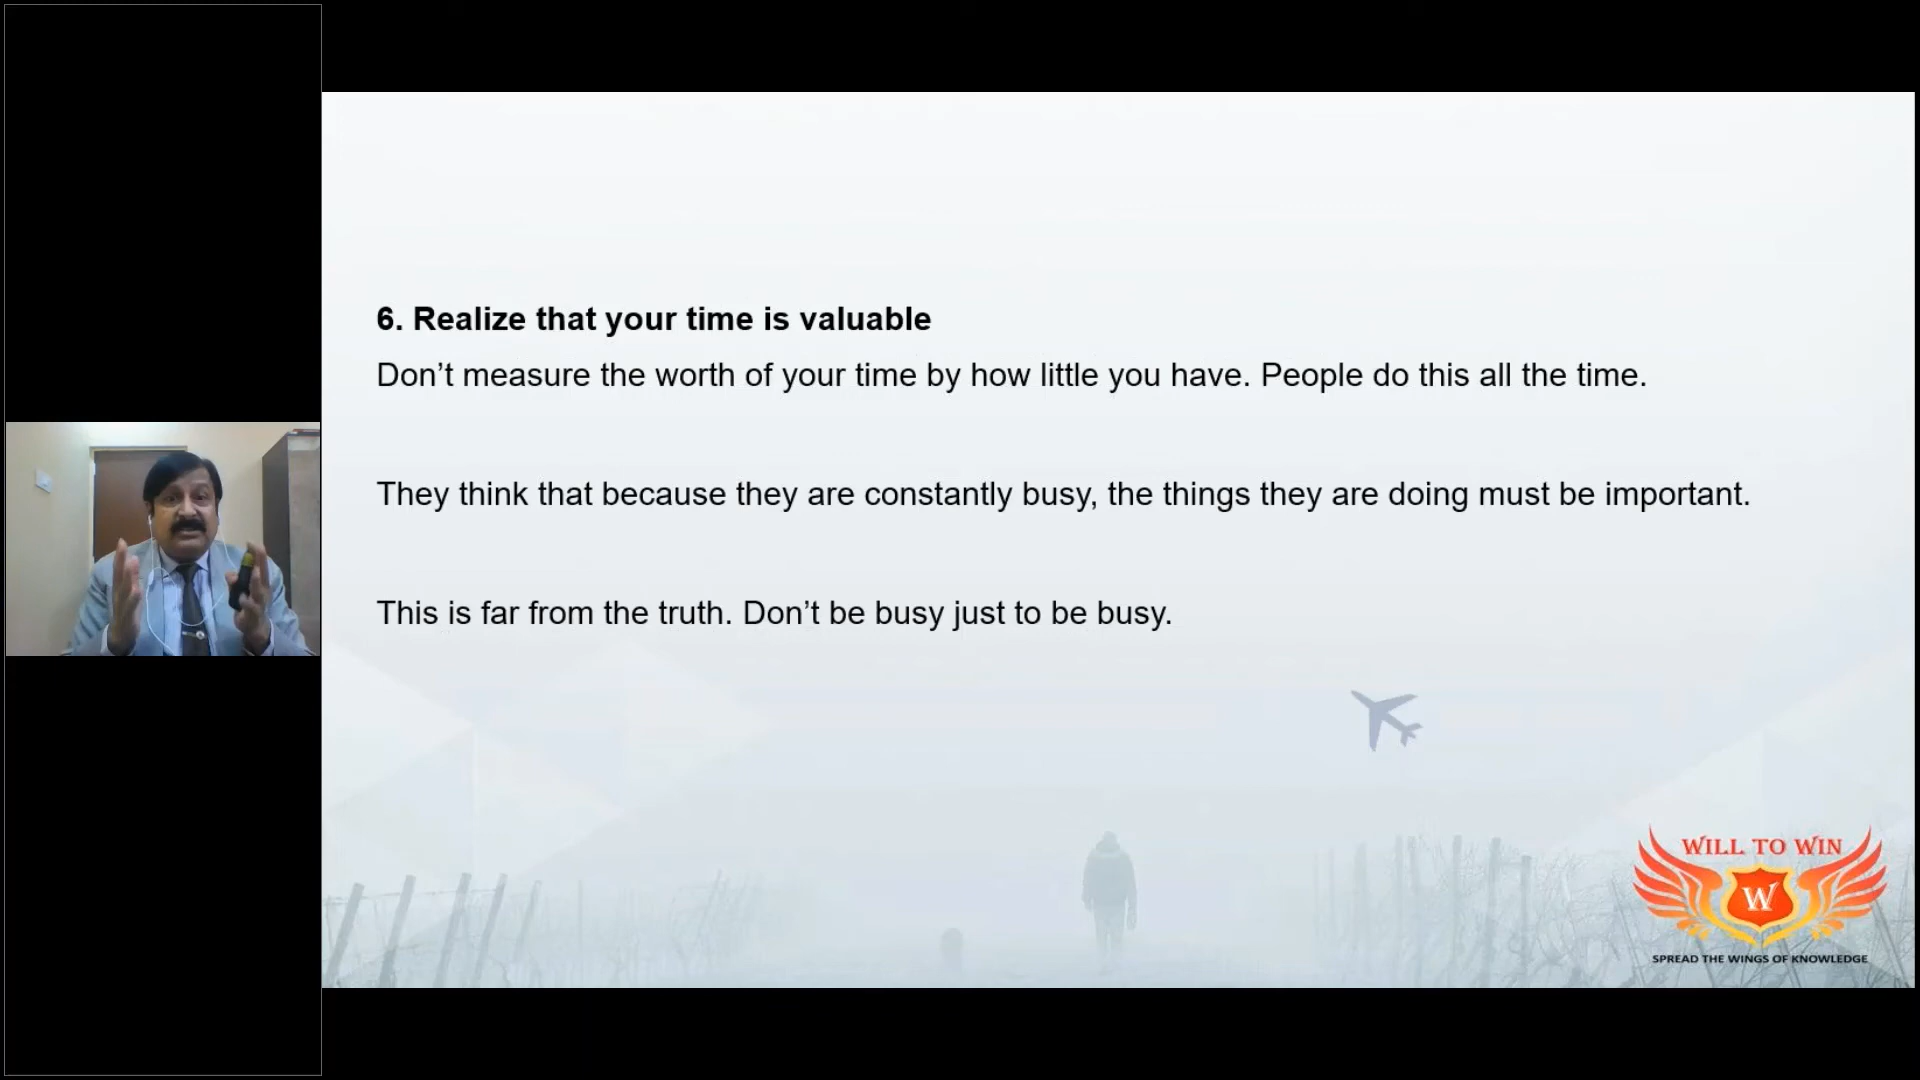 6. Realize that your time is valuable
Don’t measure the worth of your time by how little you have. People do this all the time.
They think that because they are constantly busy, the things they are doing must be important.
This is far from the truth. Don’t be busy just to be busy.
WILL TO WIN
W
SPREAD THE WINGS OF KNOWLEDGE